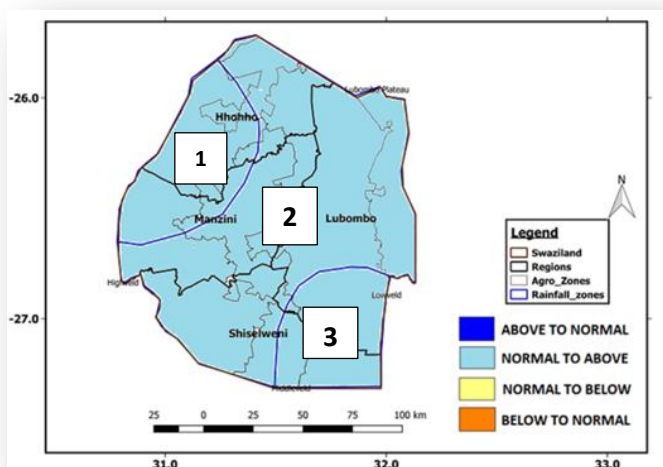 -26.0
-27.0
31.0
32.0
33.0
Lubombo Plateau
Hhohho
1
2
Manzini
Lubombo
Highveld
Lowveld
Shiselweni
3
Middleveld
N
Legend
Swaziland
Regions
Agro_Zones
Rainfall_zones
ABOVE TO NORMAL
NORMAL TO ABOVE
NORMAL TO BELOW
BELOW TO NORMAL
25 0 25 50 75 100 km